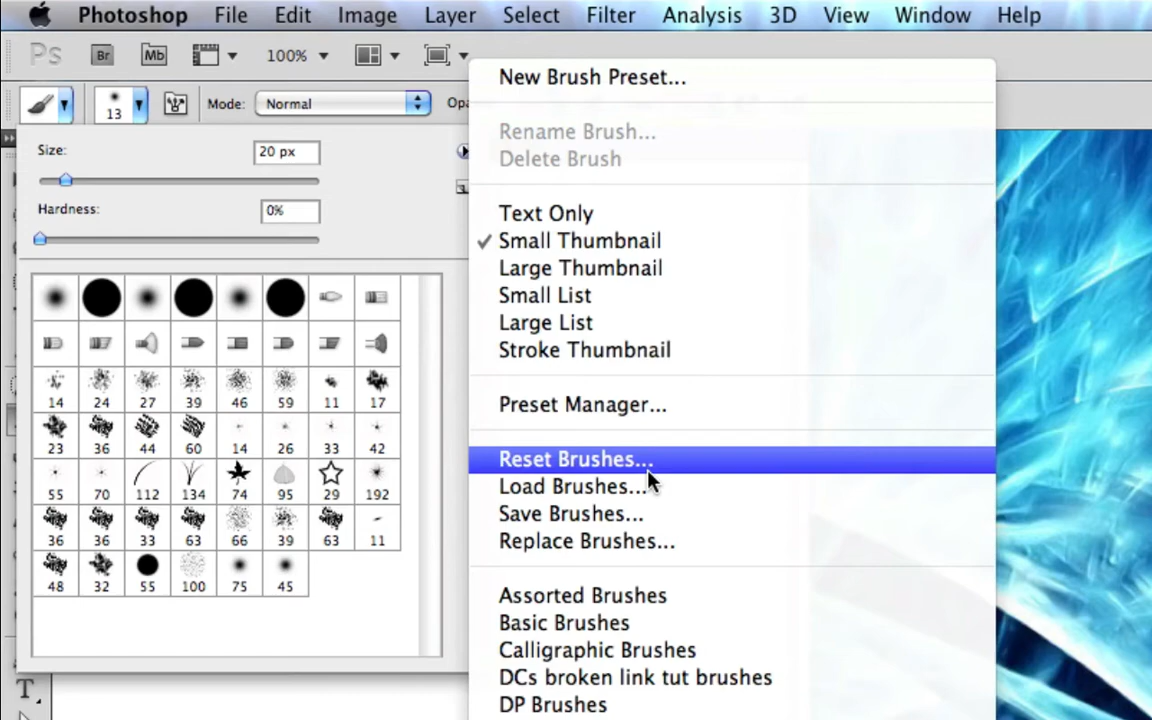 Photoshop File Edit Image Layer Select Filter Analysis 3D View Window Help
Ps Br Mb 100%
13 Mode: Normal Opa
Size: 20 px
Hardness: 0%
14 24 27 39 46 59 11 17
23 36 44 60 14 26 33 42
55 70 112 134 74 95 29 192
36 36 33 63 66 39 63 11
48 32 55 100 75 45
T
New Brush Preset...
Rename Brush...
Delete Brush
Text Only
✓ Small Thumbnail
Large Thumbnail
Small List
Large List
Stroke Thumbnail
Preset Manager...
Reset Brushes...
Load Brushes...
Save Brushes...
Replace Brushes...
Assorted Brushes
Basic Brushes
Calligraphic Brushes
DCs broken link tut brushes
DP Brushes